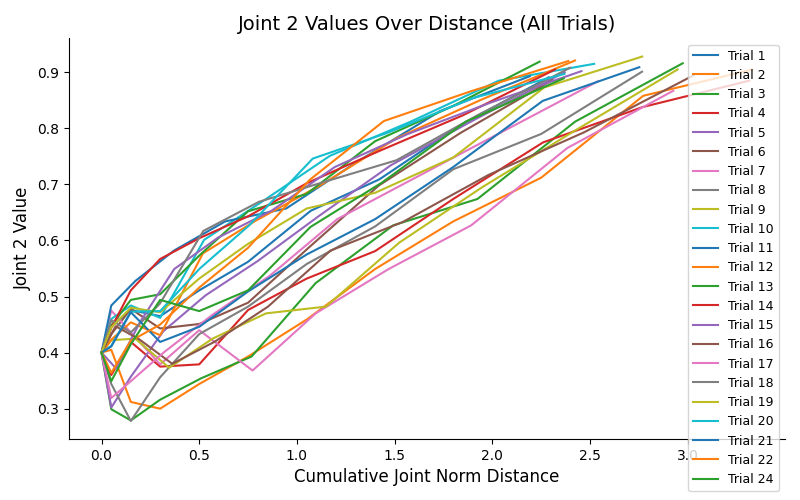 Joint 2 Values Over Distance (All Trials)
Joint 2 Value
0.9
0.8
0.7
0.6
0.5
0.4
0.3
0.0
0.5
1.0
1.5
2.0
2.5
3.0
Cumulative Joint Norm Distance
Trial 1
Trial 2
Trial 3
Trial 4
Trial 5
Trial 6
Trial 7
Trial 8
Trial 9
Trial 10
Trial 11
Trial 12
Trial 13
Trial 14
Trial 15
Trial 16
Trial 17
Trial 18
Trial 19
Trial 20
Trial 21
Trial 22
Trial 24